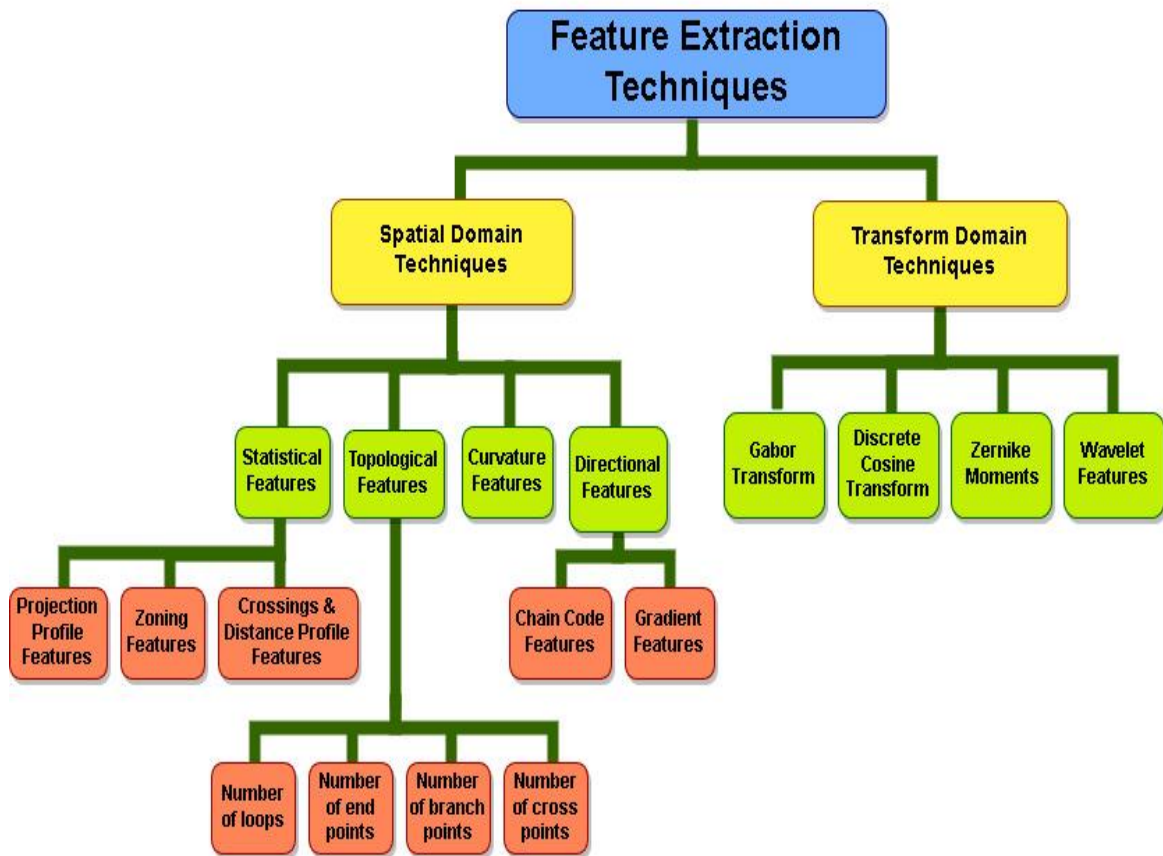 Feature Extraction
Techniques
Spatial Domain
Techniques
Transform Domain
Techniques
Statistical
Features
Topological
Features
Curvature
Features
Directional
Features
Gabor
Transform
Discrete
Cosine
Transform
Zernike
Moments
Wavelet
Features
Projection
Profile
Features
Zoning
Features
Crossings &
Distance Profile
Features
Chain Code
Features
Gradient
Features
Number
of loops
Number
of end
points
Number
of branch
points
Number
of cross
points